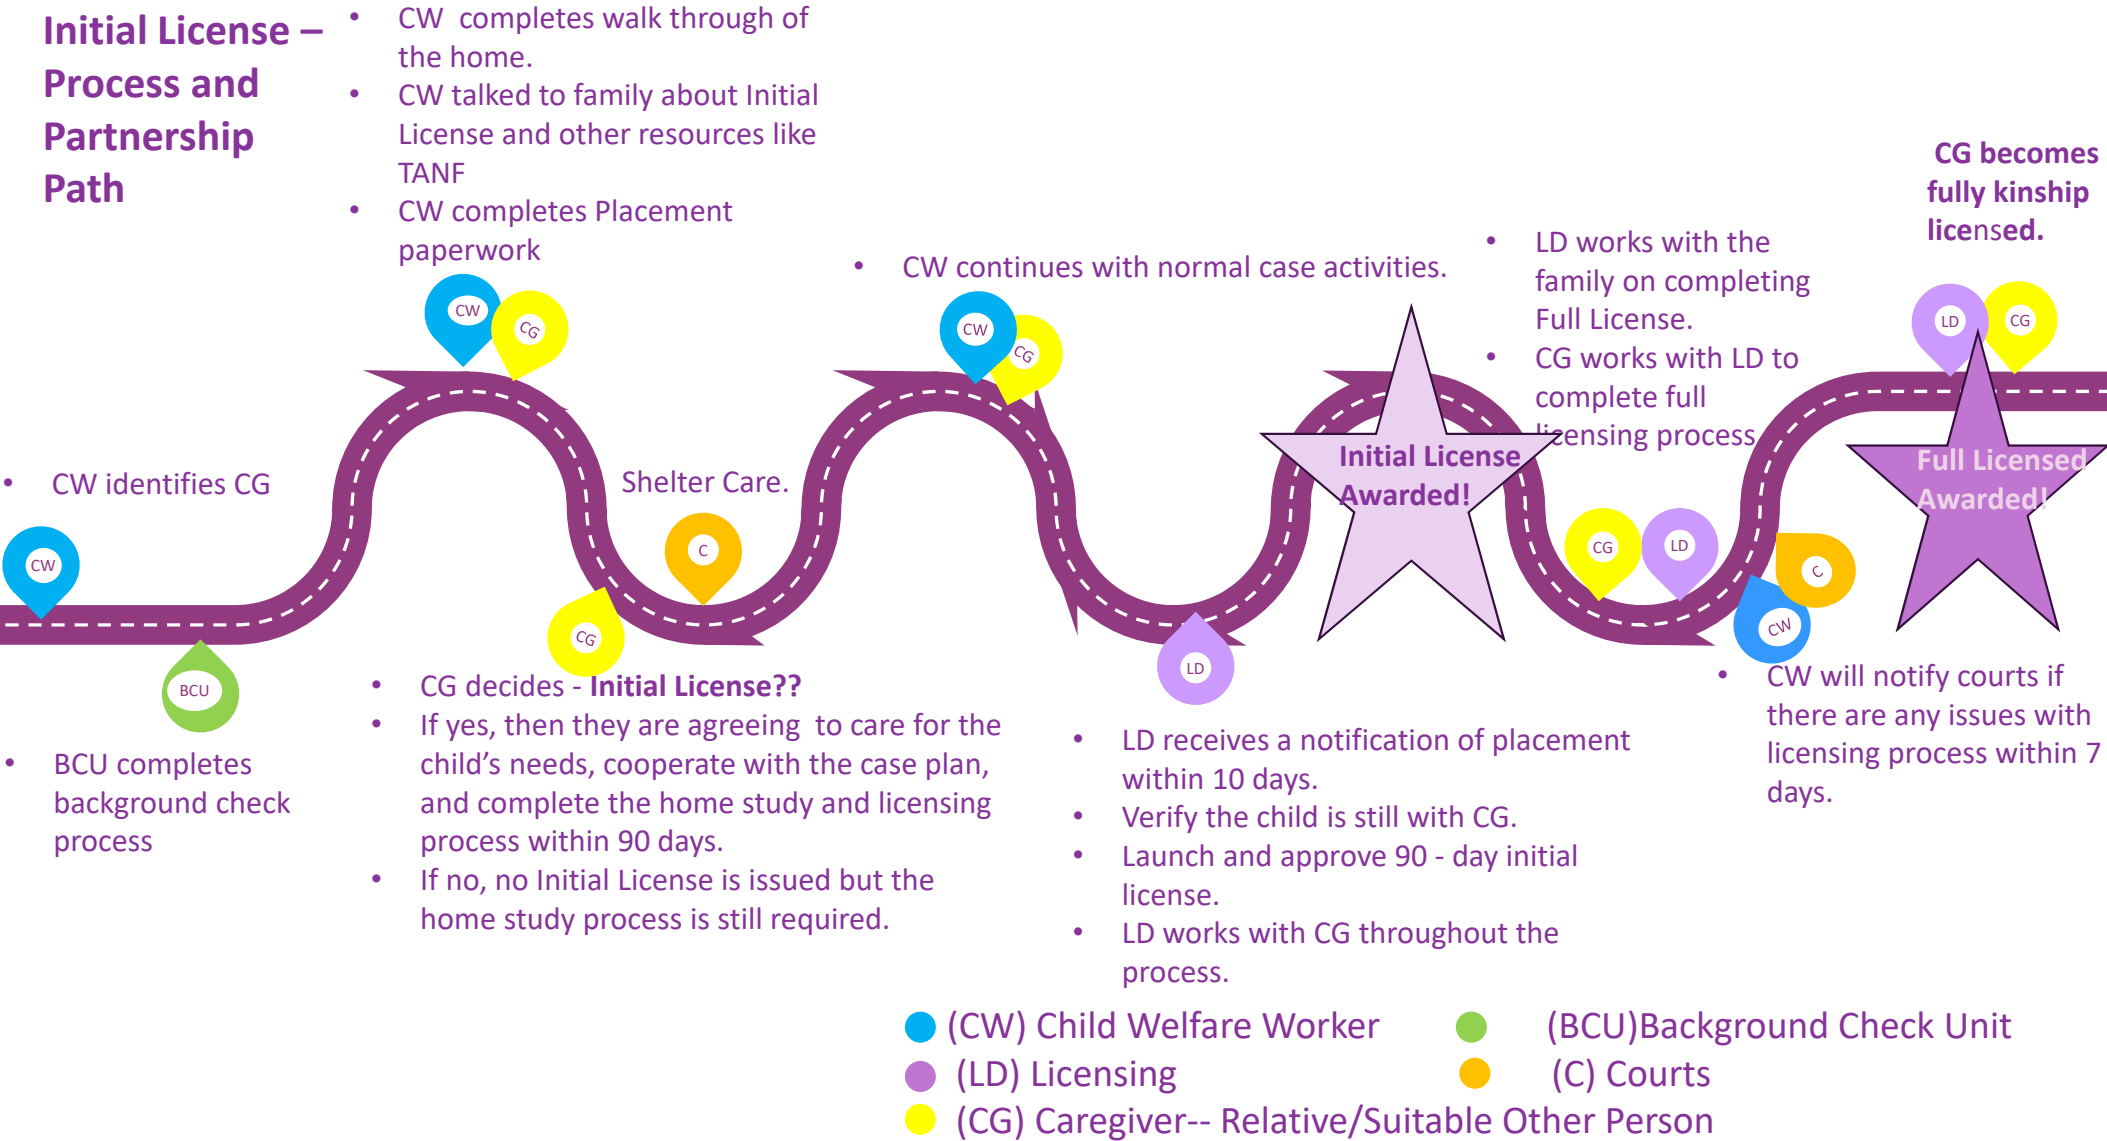 Initial License –
Process and
Partnership
Path
• CW completes walk through of
the home.
• CW talked to family about Initial
License and other resources like
TANF
• CW completes Placement
paperwork
CW
CG
• CW identifies CG
CW
BCU
• BCU completes
background check
process
Shelter Care.
C
CG
• CG decides - Initial License??
• If yes, then they are agreeing to care for the
child’s needs, cooperate with the case plan,
and complete the home study and licensing
process within 90 days.
• If no, no Initial License is issued but the
home study process is still required.
• CW continues with normal case activities.
CW
CG
LD
• LD receives a notification of placement
within 10 days.
• Verify the child is still with CG.
• Launch and approve 90 - day initial
license.
• LD works with CG throughout the
process.
Initial License
Awarded!
• LD works with the
family on completing
Full License.
• CG works with LD to
complete full
licensing process
CG
LD
C
CW
• CW will notify courts if
there are any issues with
licensing process within 7
days.
CG becomes
fully kinship
licensed.
LD
CG
Full Licensed
Awarded!
(CW) Child Welfare Worker
(BCU)Background Check Unit
(LD) Licensing
(C) Courts
(CG) Caregiver-- Relative/Suitable Other Person